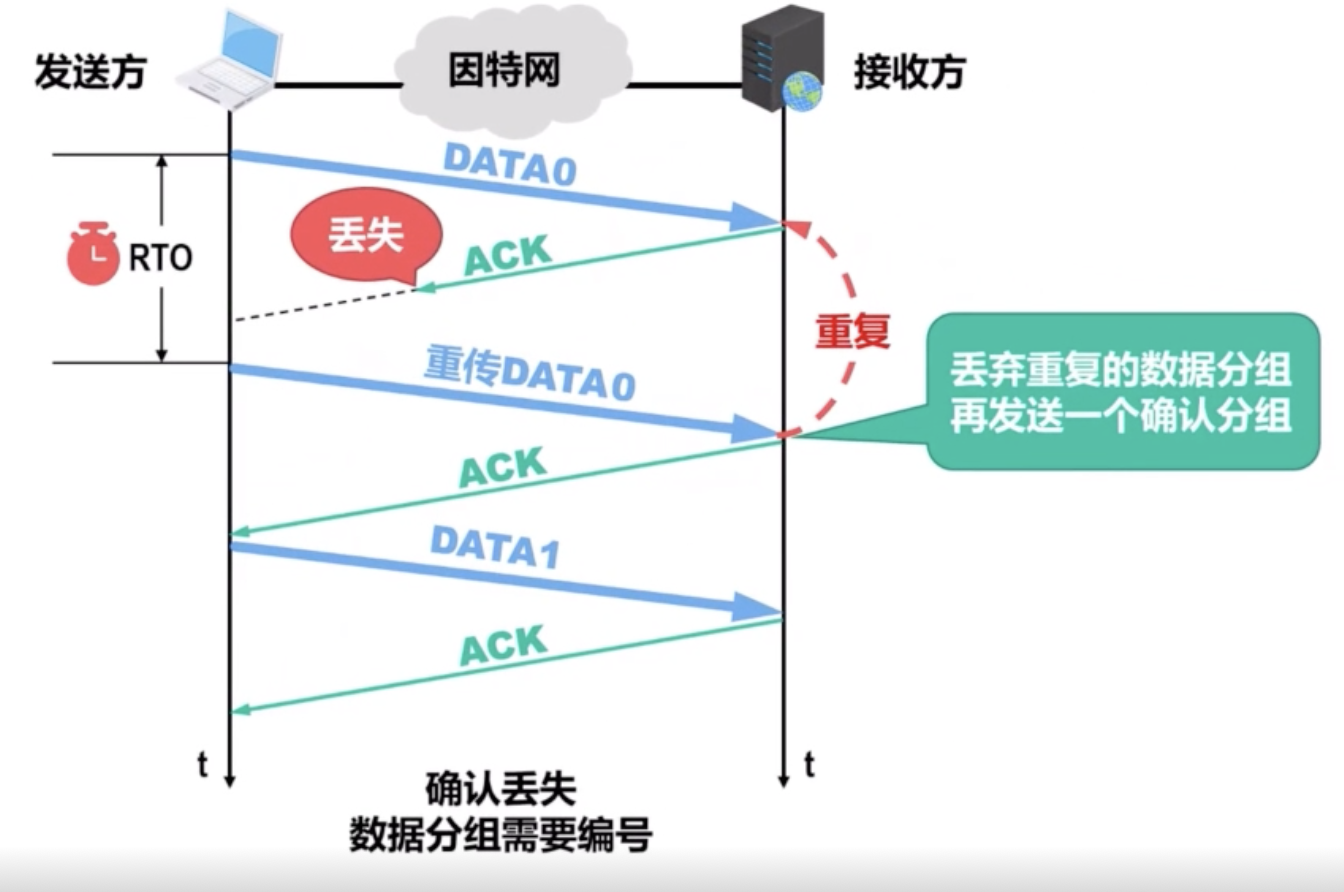 发送方
因特网
接收方
DATA0
丢失
ACK
RTO
重复
重传DATA0
丢弃重复的数据分组
再发送一个确认分组
ACK
DATA1
ACK
t
t
确认丢失
数据分组需要编号